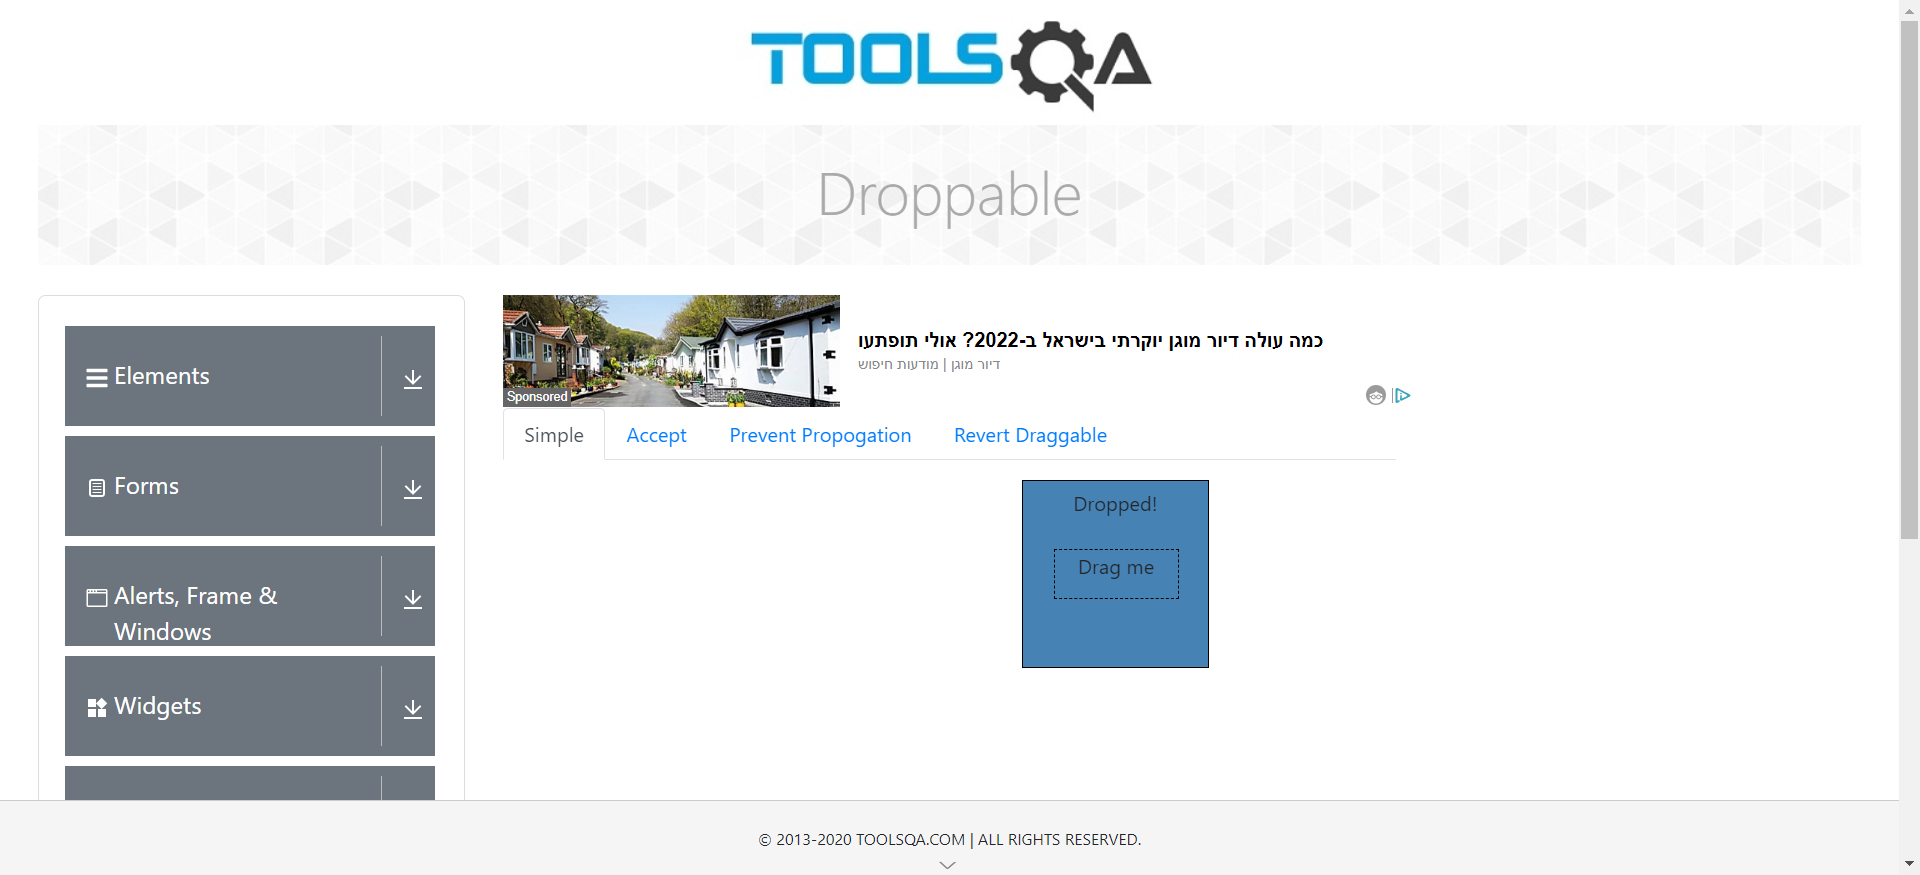 TOOLSQA
Droppable
Elements
Forms
Alerts, Frame &
Windows
Widgets
כמה עולה דיור מוגן יוקרתי בישראל ב-2022? אולי תופתעו
דיור מוגן | מודעות חיפוש
Sponsored
Simple
Accept
Prevent Propogation
Revert Draggable
Dropped!
Drag me
© 2013-2020 TOOLSQA.COM | ALL RIGHTS RESERVED.